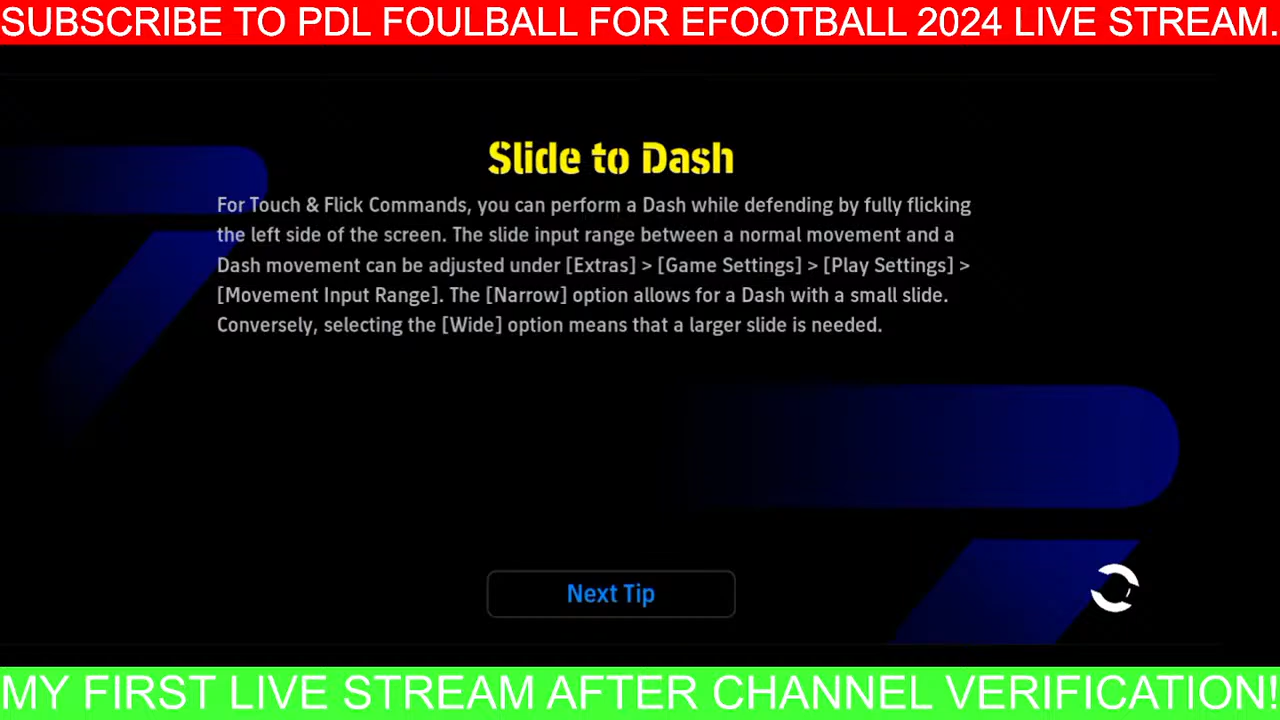 SUBSCRIBE TO PDL FOULBALL FOR EFOOTBALL 2024 LIVE STREAM.
Slide to Dash
For Touch & Flick Commands, you can perform a Dash while defending by fully flicking
the left side of the screen. The slide input range between a normal movement and a
Dash movement can be adjusted under [Extras] > [Game Settings] > [Play Settings] >
[Movement Input Range]. The [Narrow] option allows for a Dash with a small slide.
Conversely, selecting the [Wide] option means that a larger slide is needed.
Next Tip
MY FIRST LIVE STREAM AFTER CHANNEL VERIFICATION!